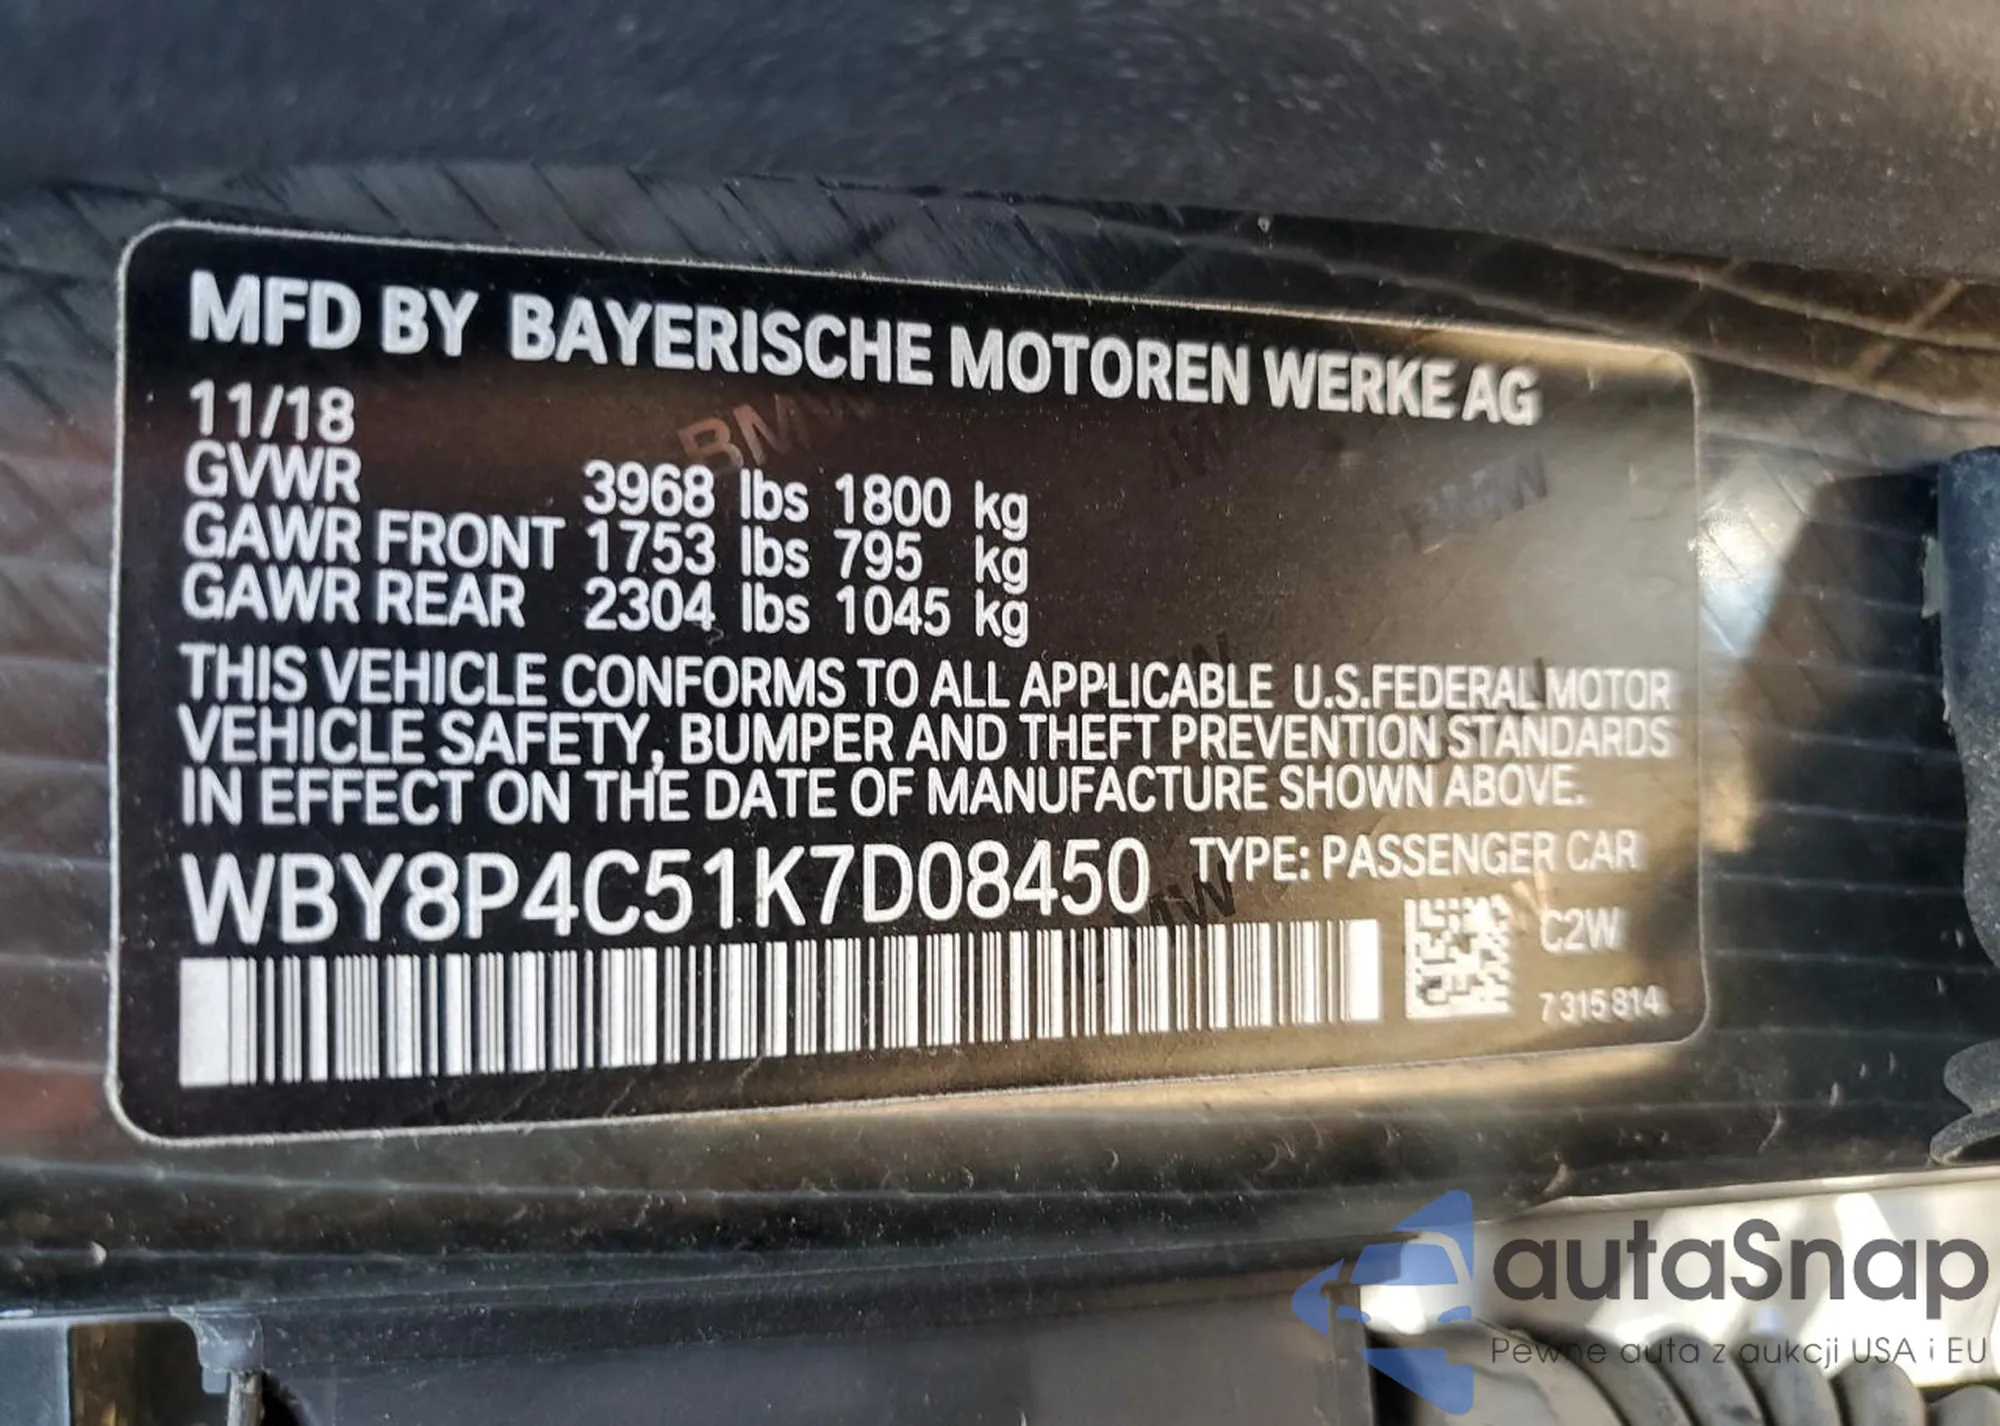 MFD BY BAYERISCHE MOTOREN WERKE AG
11/18
GVWR 3968 lbs 1800 kg
GAWR FRONT 1753 lbs 795 kg
GAWR REAR 2304 lbs 1045 kg
THIS VEHICLE CONFORMS TO ALL APPLICABLE U.S.FEDERAL MOTOR
VEHICLE SAFETY, BUMPER AND THEFT PREVENTION STANDARDS
IN EFFECT ON THE DATE OF MANUFACTURE SHOWN ABOVE.
WBY8P4C51K7D08450 TYPE: PASSENGER CAR
C2W
7315814
autaSnap
Pewne auta z aukcji USA i EU